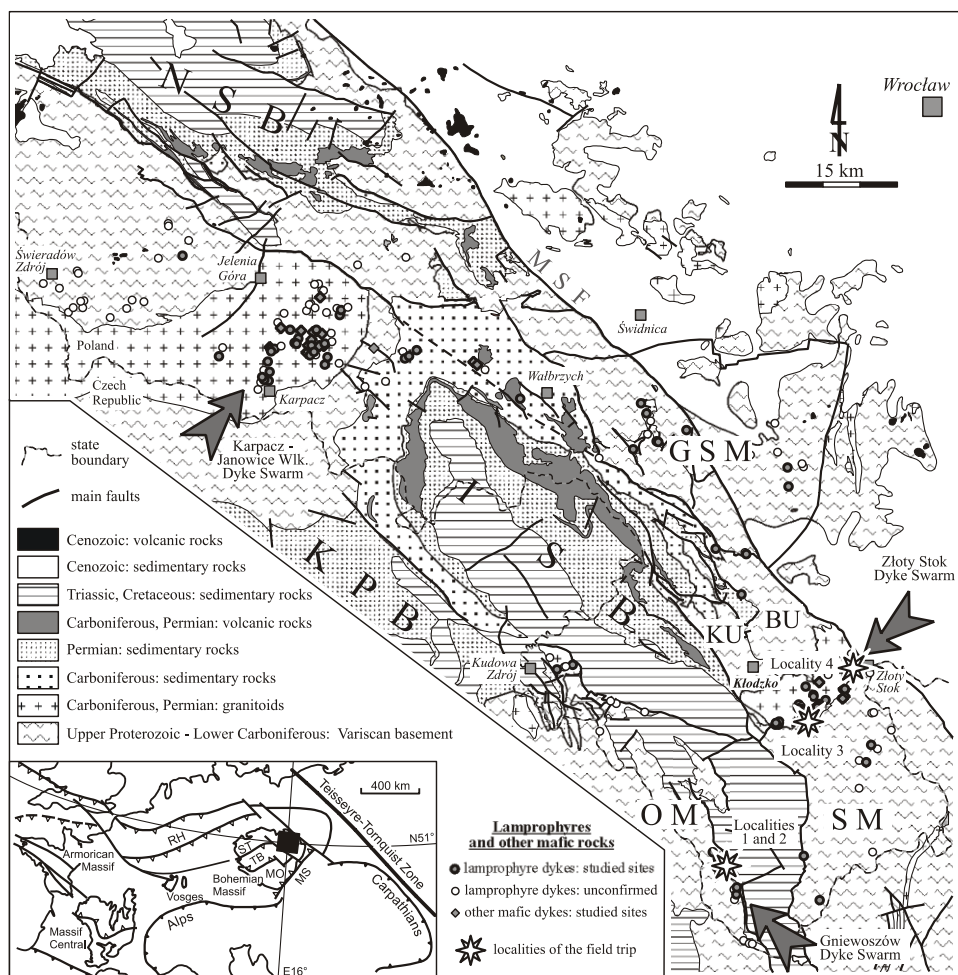 Wrocław
N
15 km
N S B
M S F
Świeradów
Zdrój
Jelenia
Góra
Świdnica
Poland
Czech
Republic
Karpacz
Wałbrzych
Karpacz -
Janowice Wlk.
Dyke Swarm
G S M
I S B
K P B
state
boundary
main faults
Cenozoic: volcanic rocks
Cenozoic: sedimentary rocks
Triassic, Cretaceous: sedimentary rocks
Carboniferous, Permian: volcanic rocks
Permian: sedimentary rocks
Carboniferous: sedimentary rocks
Carboniferous, Permian: granitoids
Upper Proterozoic - Lower Carboniferous: Variscan basement
Złoty Stok
Dyke Swarm
KU
BU
Kudowa
Zdrój
Kłodzko
Locality 4
Złoty
Stok
Locality 3
O M
S M
Localities
1 and 2
Gniewoszów
Dyke Swarm
Lamprophyres
and other mafic rocks
lamprophyre dykes: studied sites
lamprophyre dykes: unconfirmed
other mafic dykes: studied sites
localities of the field trip
400 km
Teisseyre-Tornquist Zone
N51°
RH
ST
TB
MO
MS
Armorican
Massif
Bohemian
Massif
Vosges
Massif
Central
Alps
Carpathians
E16°